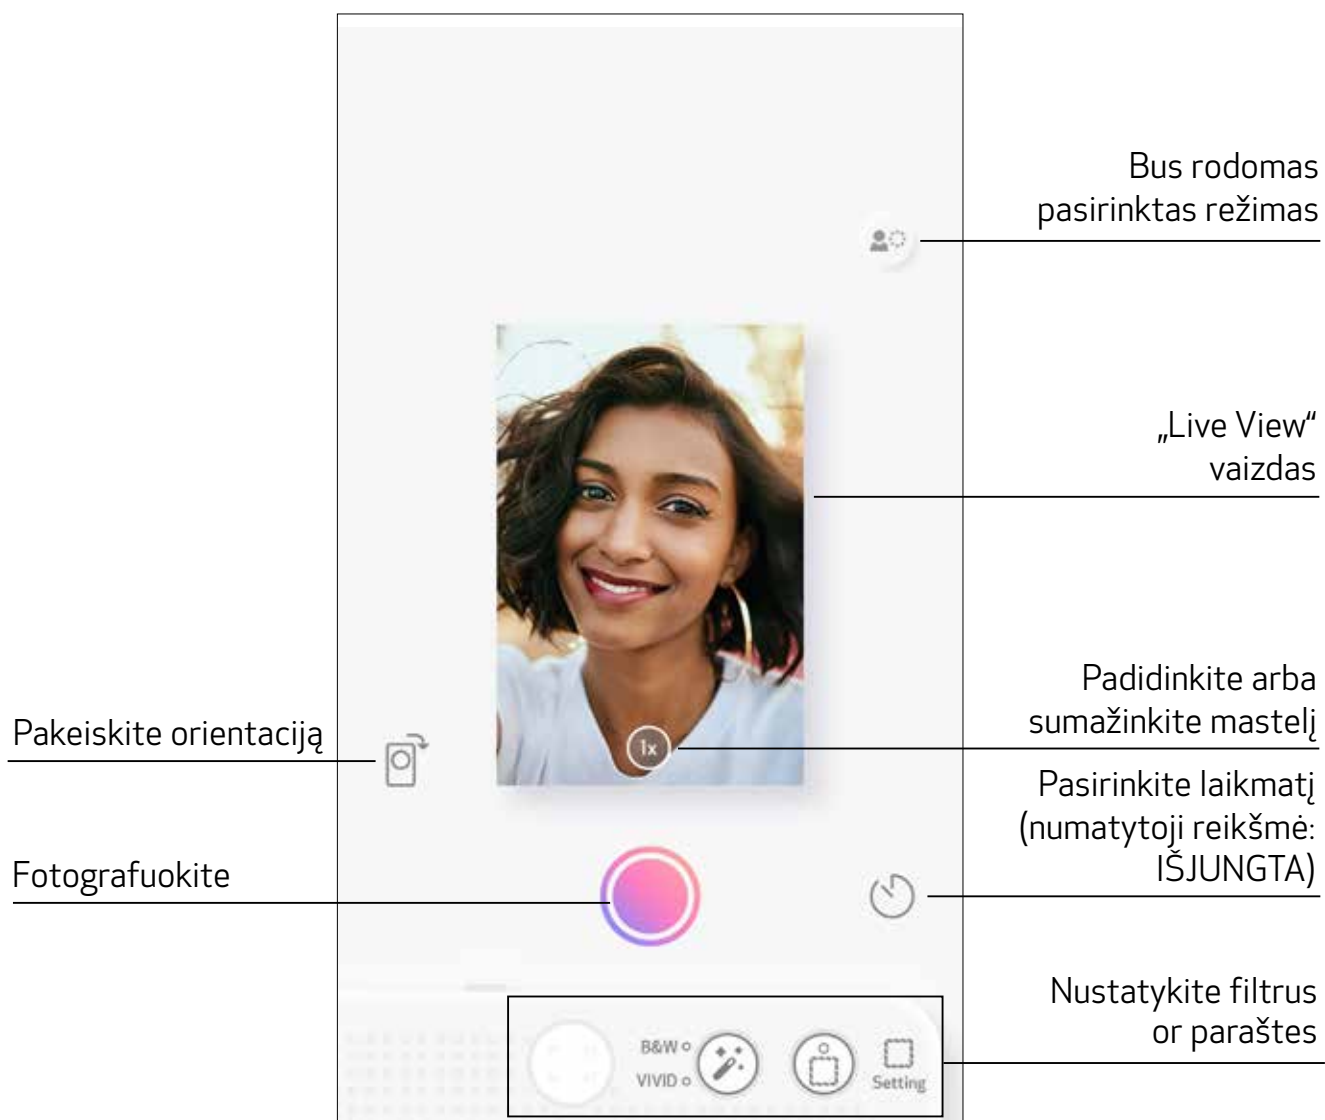 Bus rodomas
pasirinktas režimas
„Live View“
vaizdas
Padidinkite arba
sumažinkite mastelį
Pakeiskite orientaciją
1x
Pasirinkite laikmatį
(numatytoji reikšmė:
IŠJUNGTA)
Fotografuokite
Nustatykite filtrus
or paraštes
B&W
VIVID
Setting